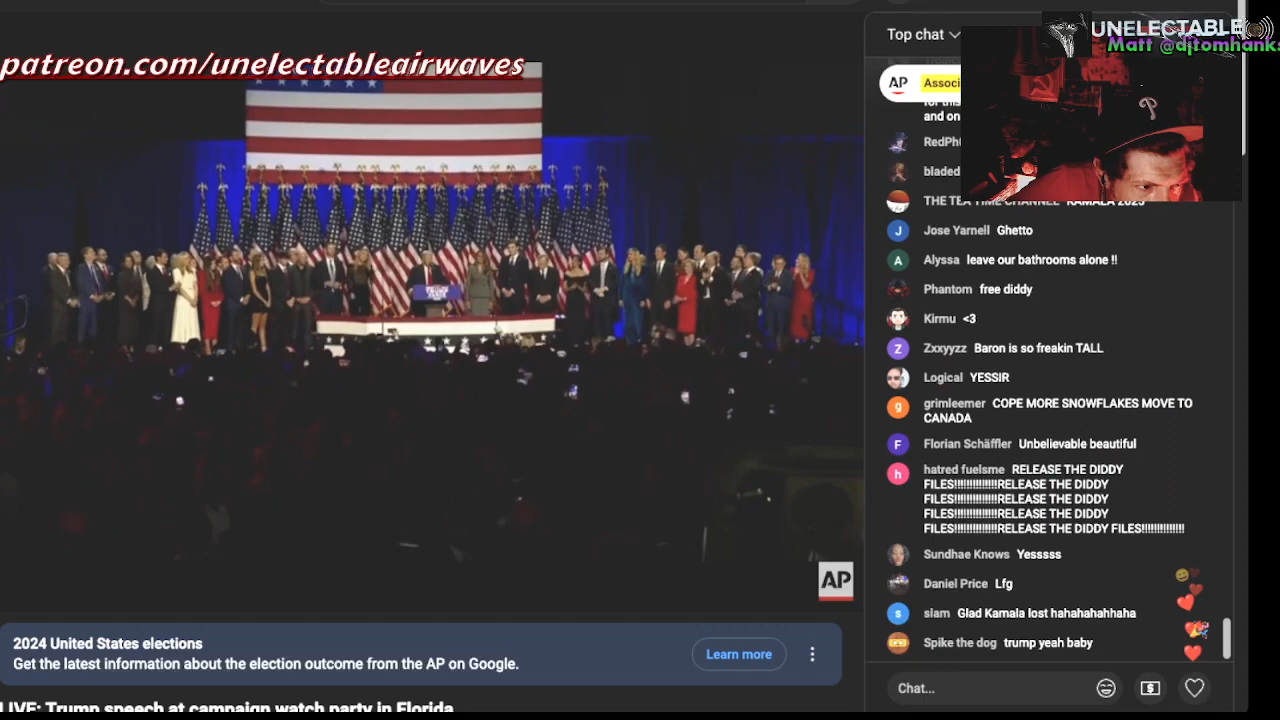 patreon.com/unelectableairwaves
Top chat
UNELECTABLE
Matt @djtomhanks
AP
Associ
for this
and on
RedPh
bladed
THE TEA TIME CHANNEL KAMALA 2025
Jose Yarnell Ghetto
Alyssa leave our bathrooms alone !!
Phantom free diddy
Kirmu <3
Zxxyyzz Baron is so freakin TALL
Logical YESSIR
grimleemer COPE MORE SNOWFLAKES MOVE TO
CANADA
Florian Schäffler Unbelievable beautiful
hatred fuelsme RELEASE THE DIDDY
FILES!!!!!!!!!!!!!!RELEASE THE DIDDY
FILES!!!!!!!!!!!!!!RELEASE THE DIDDY
FILES!!!!!!!!!!!!!!RELEASE THE DIDDY
FILES!!!!!!!!!!!!!!RELEASE THE DIDDY FILES!!!!!!!!!!!!!!
Sundhae Knows Yesssss
Daniel Price Lfg
slam Glad Kamala lost hahahahahhaha
Spike the dog trump yeah baby
Chat...
AP
2024 United States elections
Get the latest information about the election outcome from the AP on Google.
Learn more
LIVE: Trump speech at campaign watch party in Florida